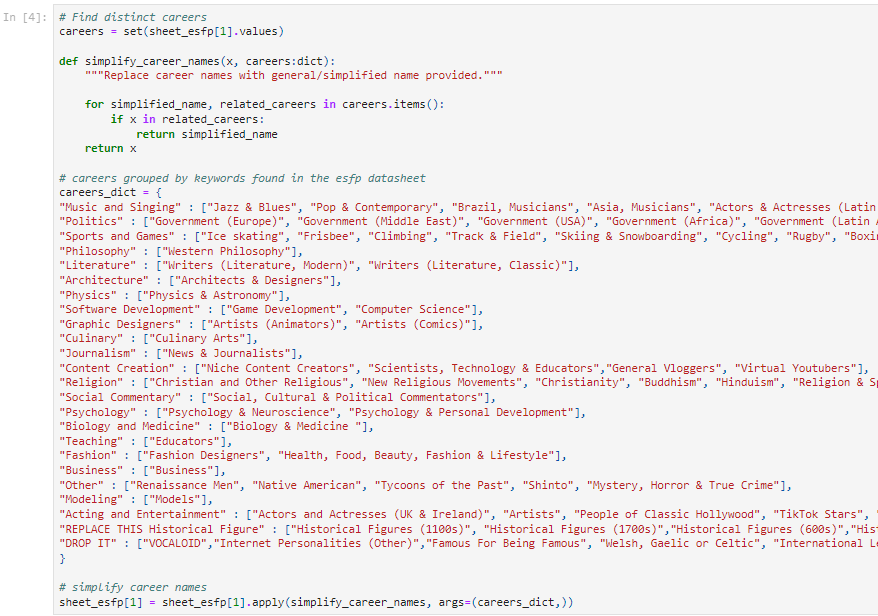 In [4]:
# Find distinct careers
careers = set(sheet_esfp[1].values)
def simplify_career_names(x, careers:dict):
"""Replace career names with general/simplified name provided."""
for simplified_name, related_careers in careers.items():
if x in related_careers:
return simplified_name
return x
# careers grouped by keywords found in the esfp datasheet
careers_dict = {
"Music and Singing" : ["Jazz & Blues", "Pop & Contemporary", "Brazil, Musicians", "Asia, Musicians", "Actors & Actresses (Latin
"Politics" : ["Government (Europe)", "Government (Middle East)", "Government (USA)", "Government (Africa)", "Government (Latin
"Sports and Games" : ["Ice skating", "Frisbee", "Climbing", "Track & Field", "Skiing & Snowboarding", "Cycling", "Rugby",
"Philosophy" : ["Western Philosophy"],
"Literature" : ["Writers (Literature, Modern)", "Writers (Literature, Classic)"],
"Architecture" : ["Architects & Designers"],
"Physics" : ["Physics & Astronomy"],
"Software Development" : ["Game Development", "Computer Science"],
"Graphic Designers" : ["Artists (Animators)", "Artists (Comics)"],
"Culinary" : ["Culinary Arts"],
"Journalism" : ["News & Journalists"],
"Content Creation" : ["Niche Content Creators", "Scientists, Technology & Educators","General Vloggers", "Virtual Youtubers"],
"Religion" : ["Christian and Other Religious", "New Religious Movements", "Christianity", "Buddhism", "Hinduism", "Religion &
"Social Commentary" : ["Social, Cultural & Political Commentators"],
"Psychology" : ["Psychology & Neuroscience", "Psychology & Personal Development"],
"Biology and Medicine" : ["Biology & Medicine "],
"Teaching" : ["Educators"],
"Fashion" : ["Fashion Designers", "Health, Food, Beauty, Fashion & Lifestyle"],
"Business" : ["Business"],
"Other" : ["Renaissance Men", "Native American", "Tycoons of the Past", "Shinto", "Mystery, Horror & True Crime"],
"Modeling" : ["Models"],
"Acting and Entertainment" : ["Actors and Actresses (UK & Ireland)", "Artists", "People of Classic Hollywood", "TikTok Stars",
"REPLACE THIS Historical Figure" : ["Historical Figures (1100s)", "Historical Figures (1700s)","Historical Figures (600s)",
"DROP IT" : ["VOCALOID","Internet Personalities (Other)","Famous For Being Famous", "Welsh, Gaelic or Celtic", "International
}
# simplify career names
sheet_esfp[1] = sheet_esfp[1].apply(simplify_career_names, args=(careers_dict,))